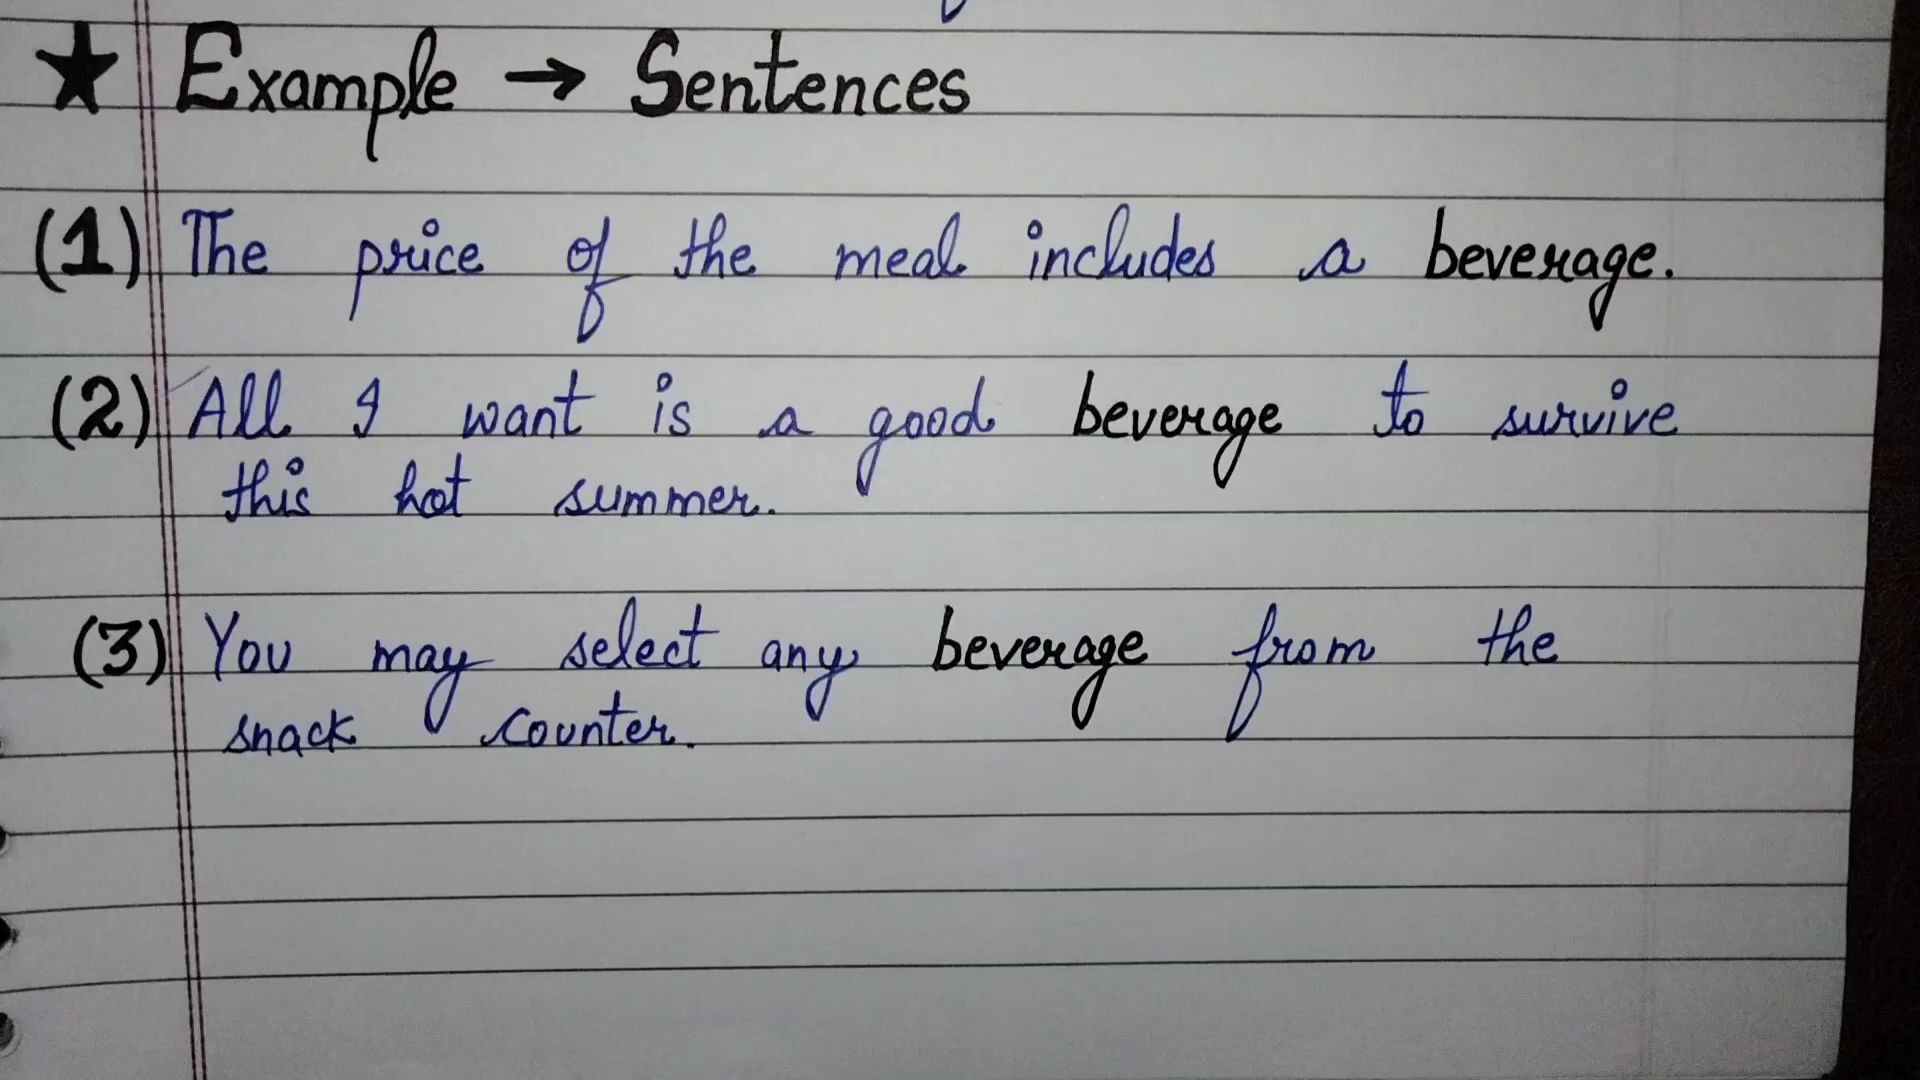 ★ Example → Sentences
(1) The price of the meal includes a beverage.
(2) All I want is a good beverage to survive
this hot summer.
(3) You may select any beverage from the
snack counter.